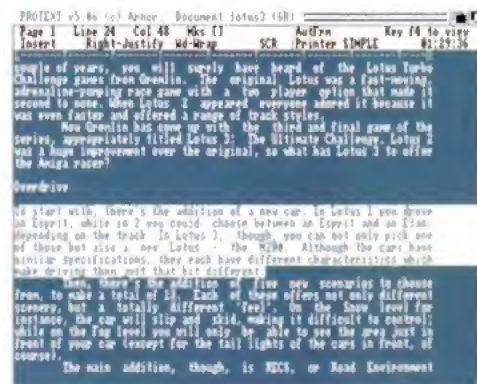 PROTEXT v5.06 (c) Arnor. Document lotus3 (6R)
Page 1 Line 24 Col 48 Mks [] AutFrm Key f4 to view
Insert Right-Justify Wd-Wrap SCR Printer SIMPLE 01:29:36
couple of years, you will surely have heard of the Lotus Turbo
Challenge games from Gremlin. The original Lotus was a fast-moving,
adrenaline-pumping race game with a two player option that made it
second to none. When Lotus 2 appeared everyone adored it because it
was even faster and offered a range of track styles.
Now Gremlin has come up with the third and final game of the
series, appropriately titled Lotus 3: The Ultimate Challenge. Lotus 2
was a huge improvement over the original, so what has Lotus 3 to offer
the Amiga racer?
Overdrive
To start with, there's the addition of a new car. In Lotus 1 you drove
an Esprit, while in 2 you could choose between an Esprit and an Elan
depending on the track. In Lotus 3, though, you can not only pick one
of those but also a new Lotus - the M200. Although the cars have
similar specifications, they each have different characteristics which
make driving them just that bit different.
Then, there's the addition of five new scenarios to choose
from, to make a total of 13. Each of these offers not only different
scenery, but a totally different 'feel'. On the Snow level for
instance, the car will slip and skid, making it difficult to control;
while on the Fog level you will only be able to see the area just in
front of your car (except for the tail lights of the cars in front, of
course).
The main addition, though, is RECS, or Road Environment